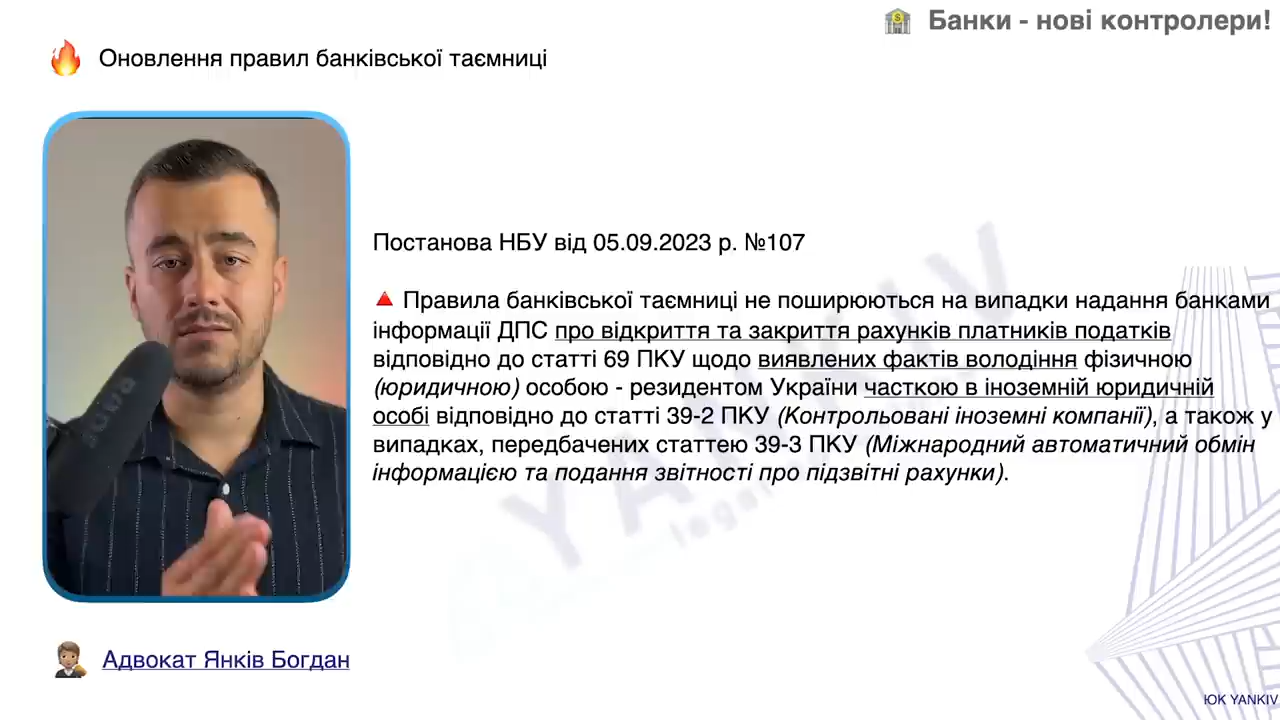 Банки - нові контролери!
Оновлення правил банківської таємниці
Постанова НБУ від 05.09.2023 р. №107
Правила банківської таємниці не поширюються на випадки надання банками
інформації ДПС про відкриття та закриття рахунків платників податків
відповідно до статті 69 ПКУ щодо виявлених фактів володіння фізичною
(юридичною) особою - резидентом України часткою в іноземній юридичній
особі відповідно до статті 39-2 ПКУ (Контрольовані іноземні компанії), а також у
випадках, передбачених статтею 39-3 ПКУ (Міжнародний автоматичний обмін
інформацією та подання звітності про підзвітні рахунки).
YANKIV
legal
Адвокат Янків Богдан
ЮК YANKIV